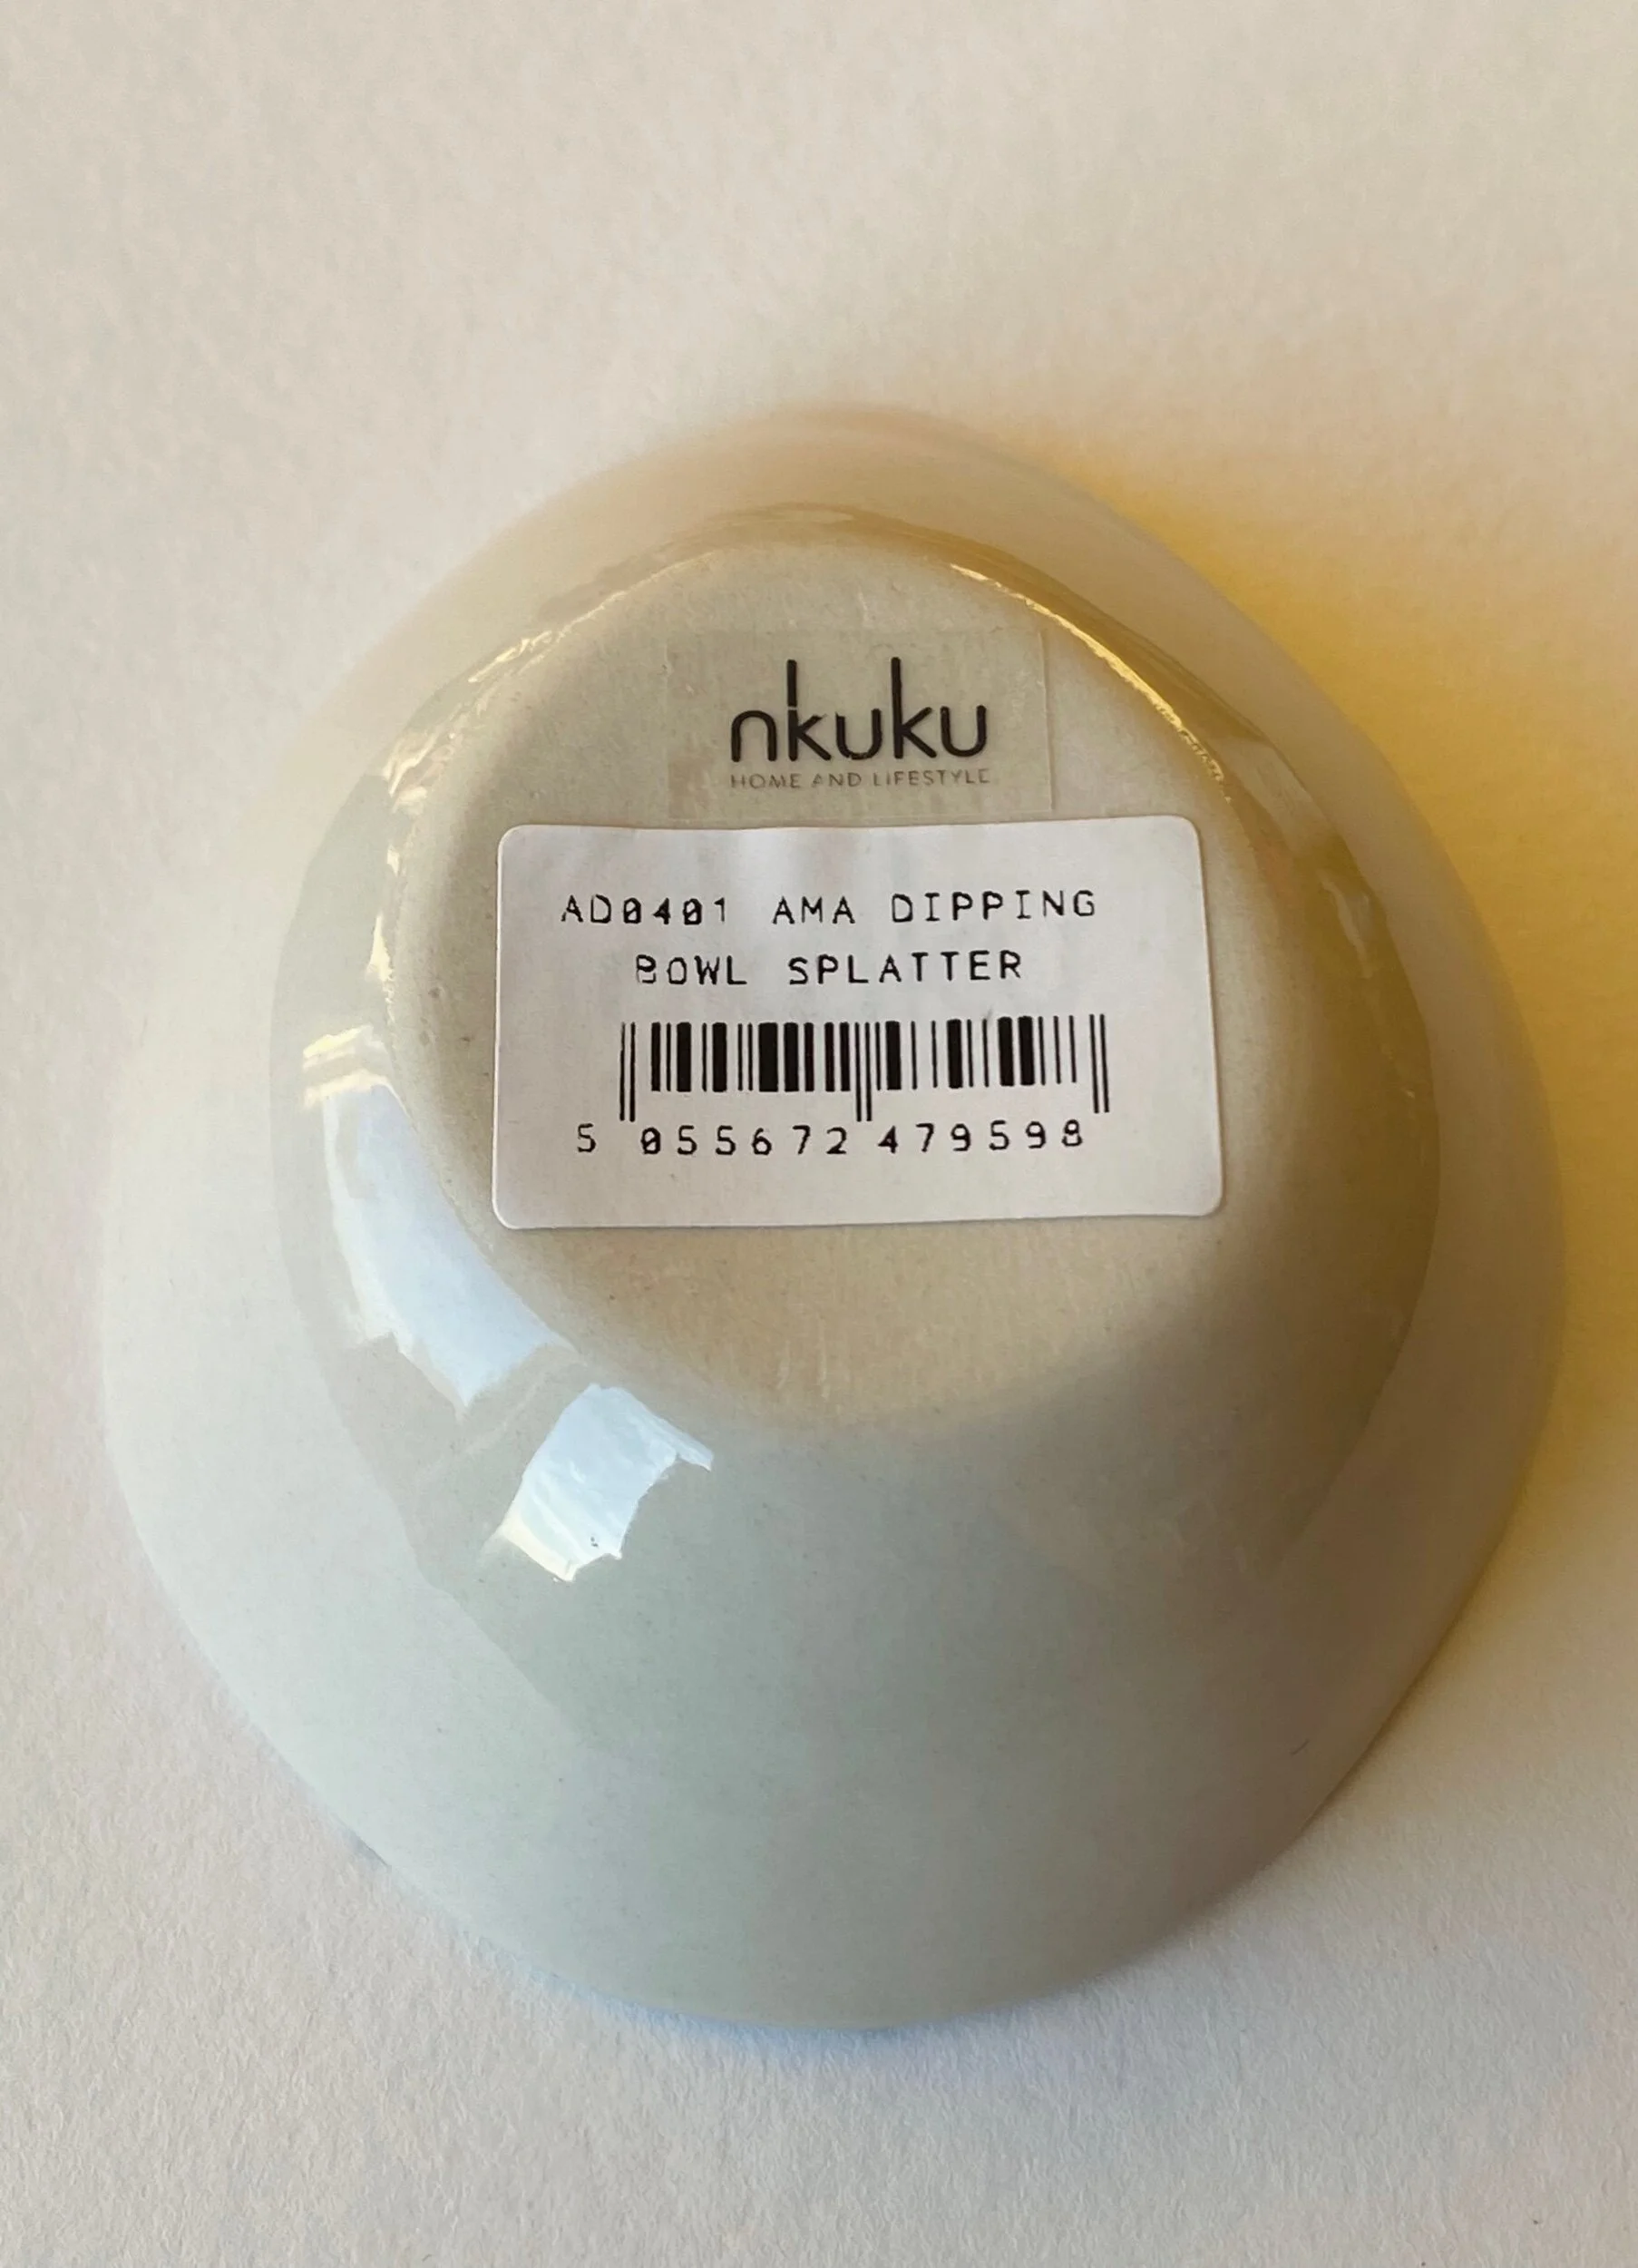 nkuku
HOME AND LIFESTYLE
AD0401 AMA DIPPING
BOWL SPLATTER
5 055672 479598